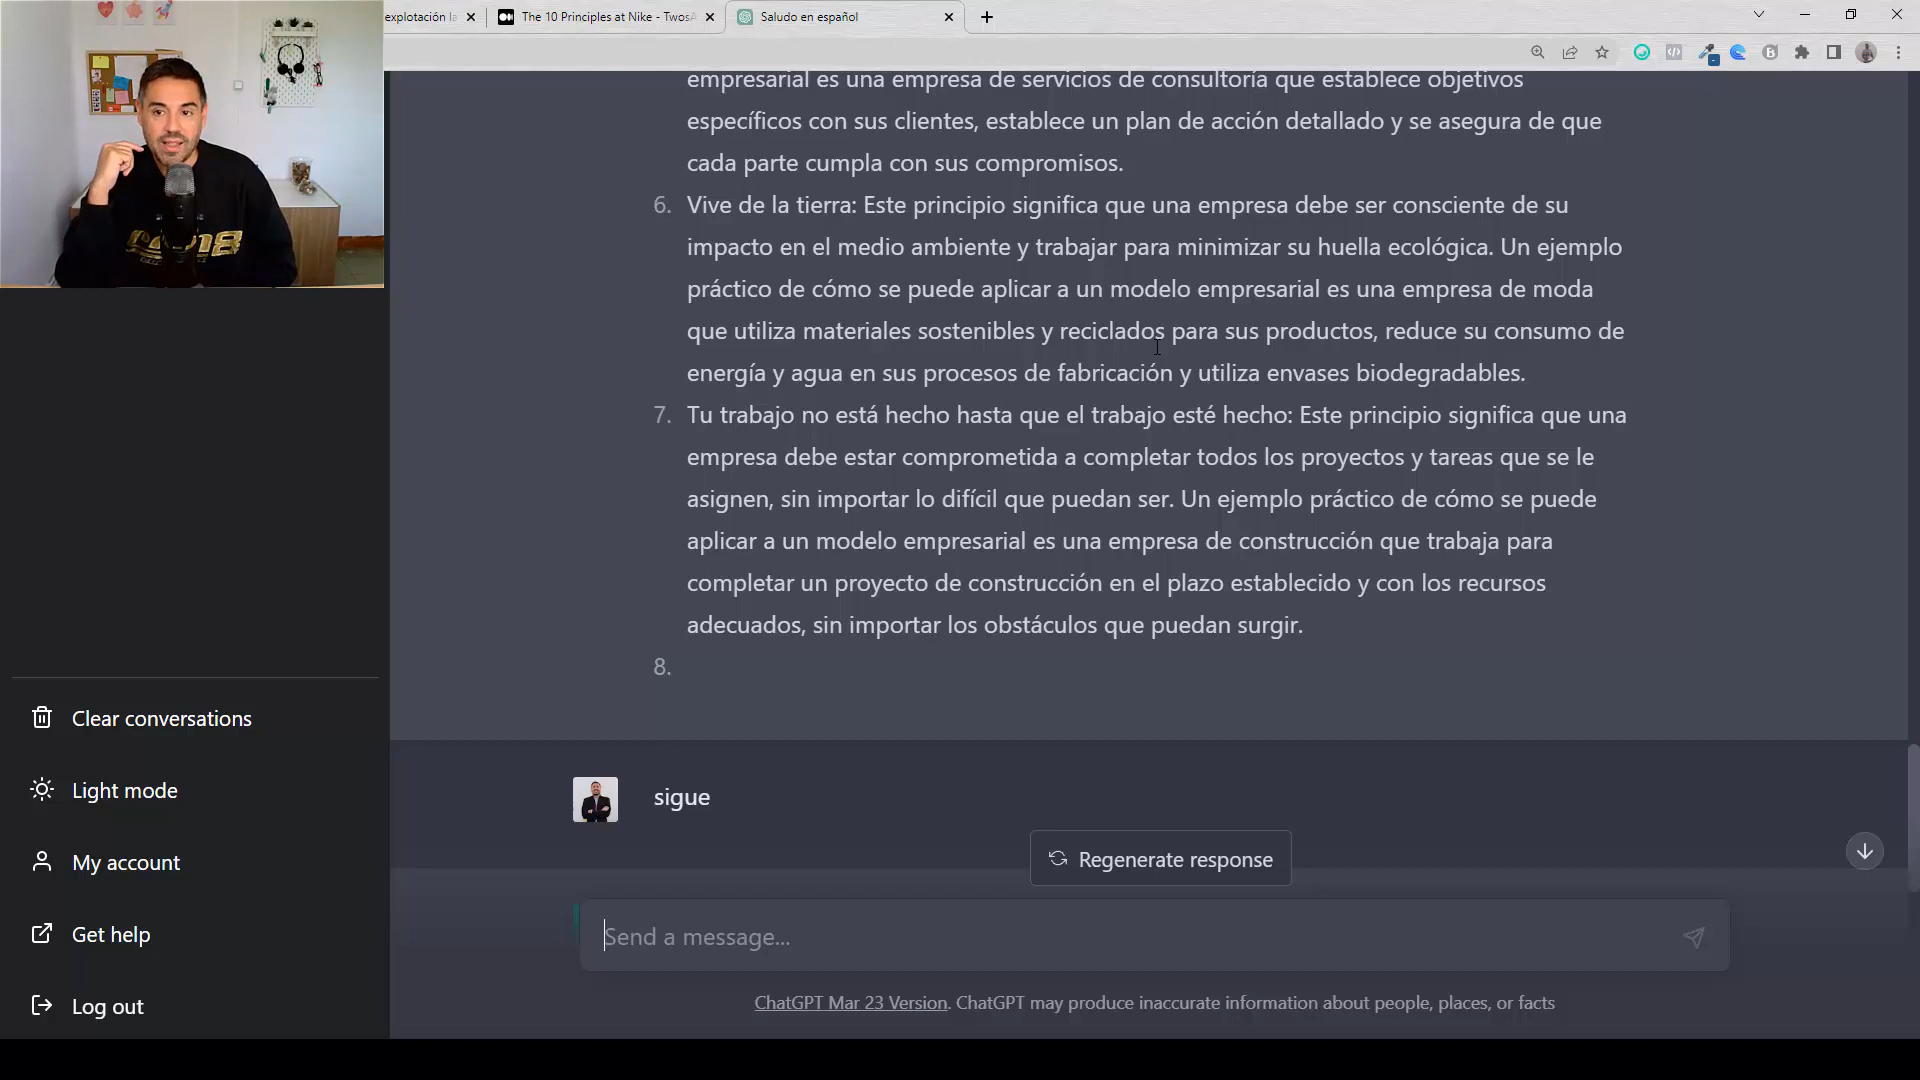 explotación la
The 10 Principles at Nike - TwosA
Saludo en español
empresarial es una empresa de servicios de consultoría que establece objetivos
específicos con sus clientes, establece un plan de acción detallado y se asegura de que
cada parte cumpla con sus compromisos.
6. Vive de la tierra: Este principio significa que una empresa debe ser consciente de su
impacto en el medio ambiente y trabajar para minimizar su huella ecológica. Un ejemplo
práctico de cómo se puede aplicar a un modelo empresarial es una empresa de moda
que utiliza materiales sostenibles y reciclados para sus productos, reduce su consumo de
energía y agua en sus procesos de fabricación y utiliza envases biodegradables.
7. Tu trabajo no está hecho hasta que el trabajo esté hecho: Este principio significa que una
empresa debe estar comprometida a completar todos los proyectos y tareas que se le
asignen, sin importar lo difícil que puedan ser. Un ejemplo práctico de cómo se puede
aplicar a un modelo empresarial es una empresa de construcción que trabaja para
completar un proyecto de construcción en el plazo establecido y con los recursos
adecuados, sin importar los obstáculos que puedan surgir.
8.
Clear conversations
Light mode
My account
Get help
Log out
sigue
Regenerate response
Send a message...
ChatGPT Mar 23 Version. ChatGPT may produce inaccurate information about people, places, or facts